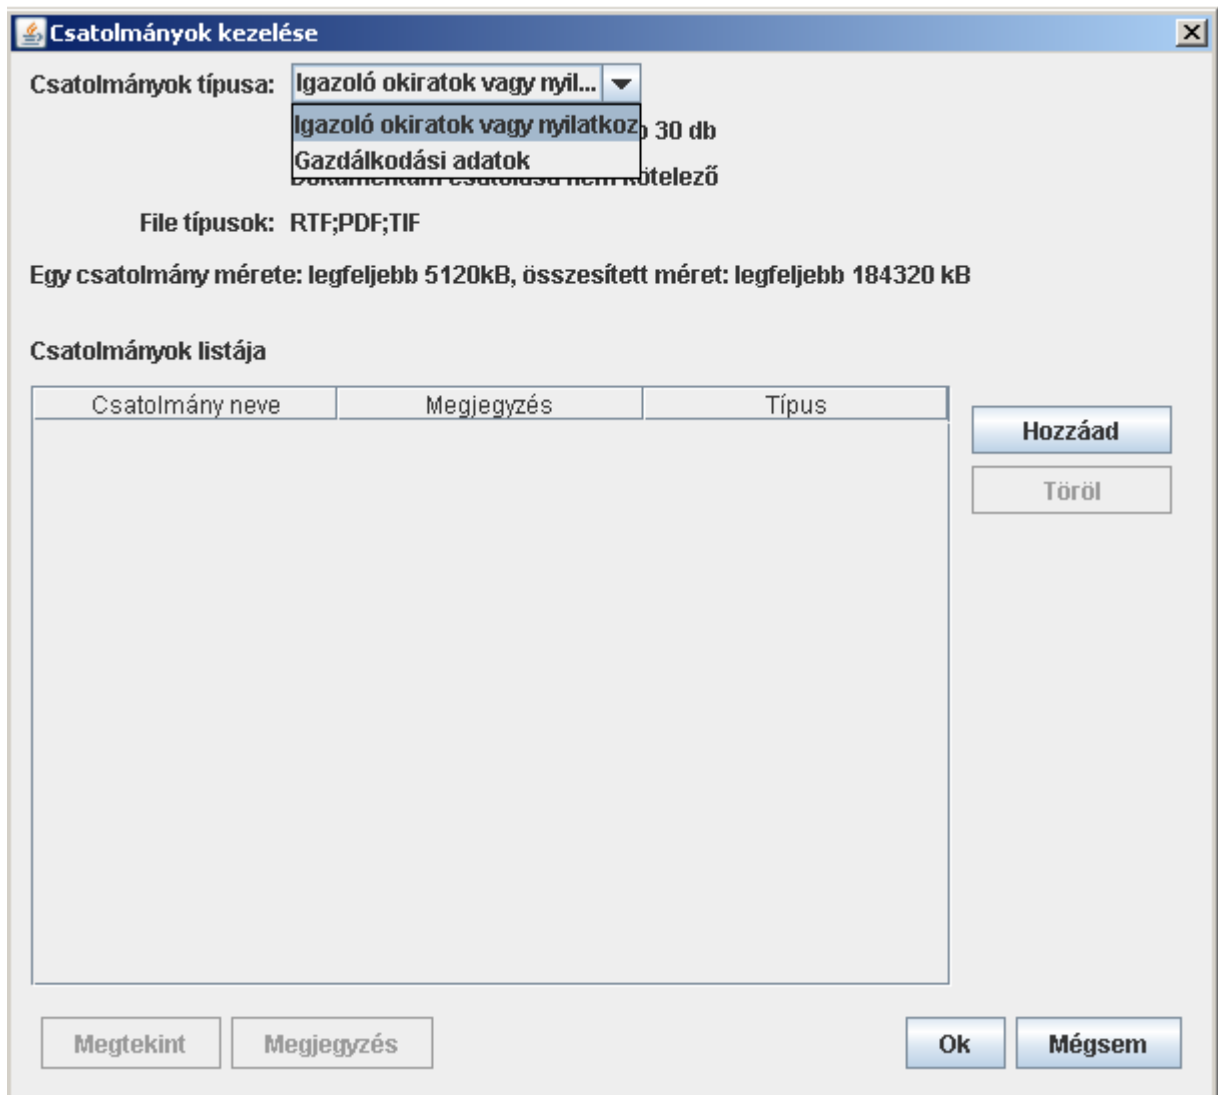 Csatolmányok kezelése
Csatolmányok típusa: Igazoló okiratok vagy nyil...
Igazoló okiratok vagy nyilatkoz
30 db
Gazdálkodási adatok
nem kötelező
File típusok: RTF;PDF;TIF
Egy csatolmány mérete: legfeljebb 5120kB, összesített méret: legfeljebb 184320 kB
Csatolmányok listája
Csatolmány neve Megjegyzés Típus
Hozzáad
Töröl
Megtekint Megjegyzés Ok Mégsem